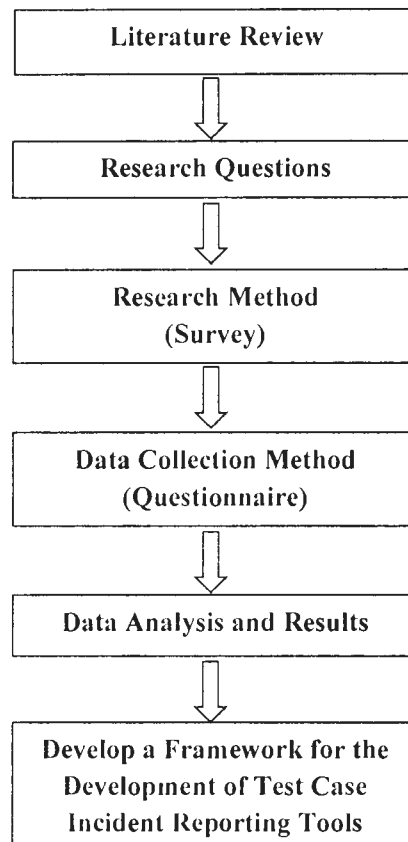 Literature Review
Research Questions
Research Method
(Survey)
Data Collection Method
(Questionnaire)
Data Analysis and Results
Develop a Framework for the
Development of Test Case
Incident Reporting Tools